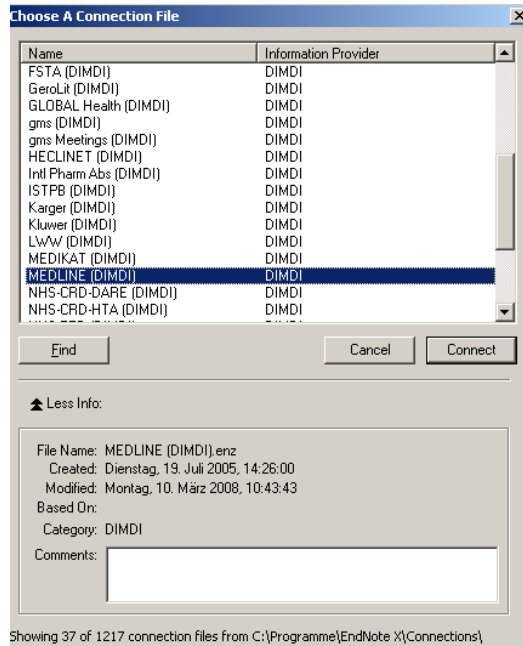 Choose A Connection File
Name Information Provider
FSTA (DIMDI) DIMDI
GeroLit (DIMDI) DIMDI
GLOBAL Health (DIMDI) DIMDI
gms (DIMDI) DIMDI
gms Meetings (DIMDI) DIMDI
HECLINET (DIMDI) DIMDI
Intl Pharm Abs (DIMDI) DIMDI
ISTPB (DIMDI) DIMDI
Karger (DIMDI) DIMDI
Kluwer (DIMDI) DIMDI
LWW (DIMDI) DIMDI
MEDIKAT (DIMDI) DIMDI
MEDLINE (DIMDI) DIMDI
NHS-CRD-DARE (DIMDI) DIMDI
NHS-CRD-HTA (DIMDI) DIMDI
Find Cancel Connect
Less Info:
File Name: MEDLINE (DIMDI).enz
Created: Dienstag, 19. Juli 2005, 14:26:00
Modified: Montag, 10. März 2008, 10:43:43
Based On:
Category: DIMDI
Comments:
Showing 37 of 1217 connection files from C:\Programme\EndNote X\Connections\